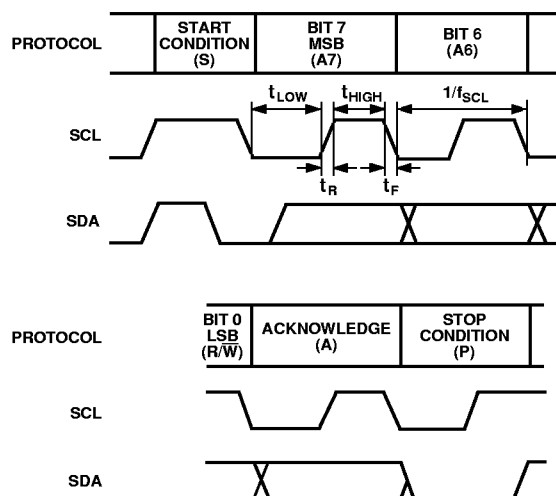 PROTOCOL
START
CONDITION
(S)
BIT 7
MSB
(A7)
BIT 6
(A6)
tLOW
tHIGH
1/fSCL
SCL
tR
tF
SDA
PROTOCOL
BIT 0
LSB
(R/W̅)
ACKNOWLEDGE
(A)
STOP
CONDITION
(P)
SCL
SDA